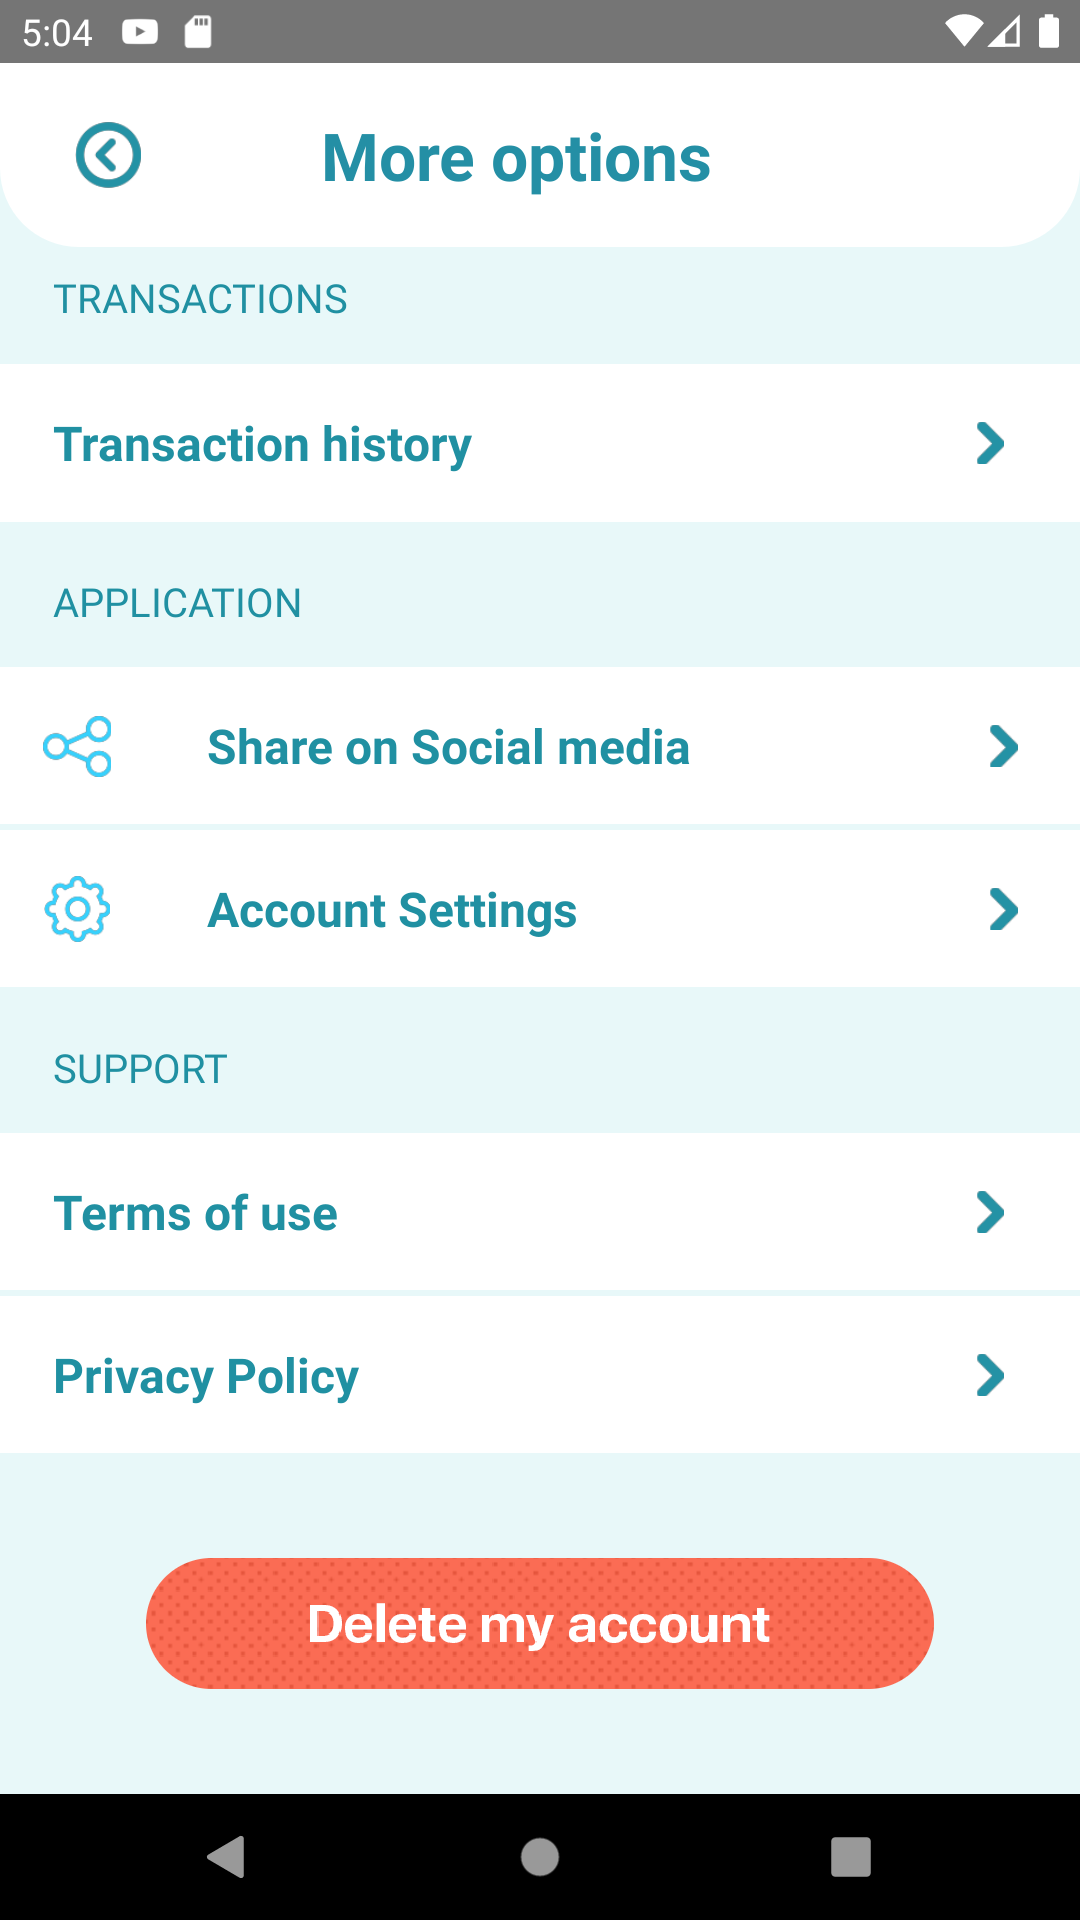 5:04
More options
TRANSACTIONS
Transaction history
APPLICATION
Share on Social media
Account Settings
SUPPORT
Terms of use
Privacy Policy
Delete my account